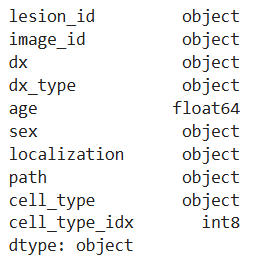 lesion_id object
image_id object
dx object
dx_type object
age float64
sex object
localization object
path object
cell_type object
cell_type_idx int8
dtype: object